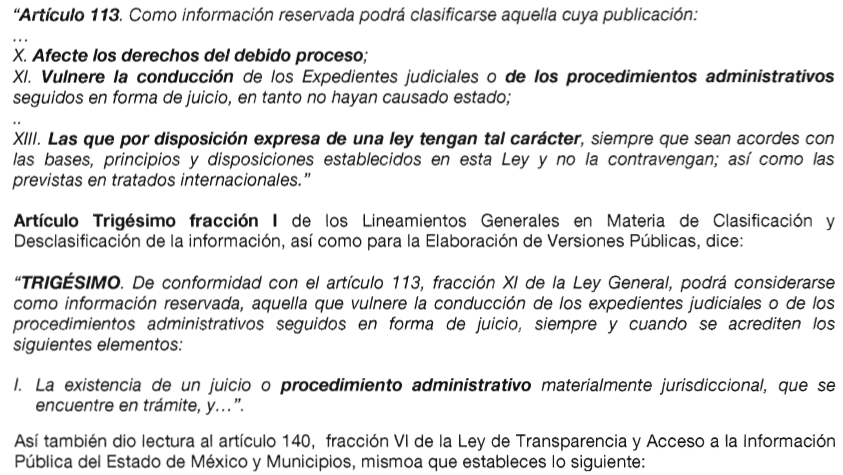 “Artículo 113. Como información reservada podrá clasificarse aquella cuya publicación:
…
X. Afecte los derechos del debido proceso;
XI. Vulnere la conducción de los Expedientes judiciales o de los procedimientos administrativos
seguidos en forma de juicio, en tanto no hayan causado estado;
..
XIII. Las que por disposición expresa de una ley tengan tal carácter, siempre que sean acordes con
las bases, principios y disposiciones establecidos en esta Ley y no la contravengan; así como las
previstas en tratados internacionales.”
Artículo Trigésimo fracción I de los Lineamientos Generales en Materia de Clasificación y
Desclasificación de la información, así como para la Elaboración de Versiones Públicas, dice:
“TRIGÉSIMO. De conformidad con el artículo 113, fracción XI de la Ley General, podrá considerarse
como información reservada, aquella que vulnere la conducción de los expedientes judiciales o de los
procedimientos administrativos seguidos en forma de juicio, siempre y cuando se acrediten los
siguientes elementos:
I. La existencia de un juicio o procedimiento administrativo materialmente jurisdiccional, que se
encuentre en trámite, y…”.
Así también dio lectura al artículo 140, fracción VI de la Ley de Transparencia y Acceso a la Información
Pública del Estado de México y Municipios, mismoa que estableces lo siguiente: